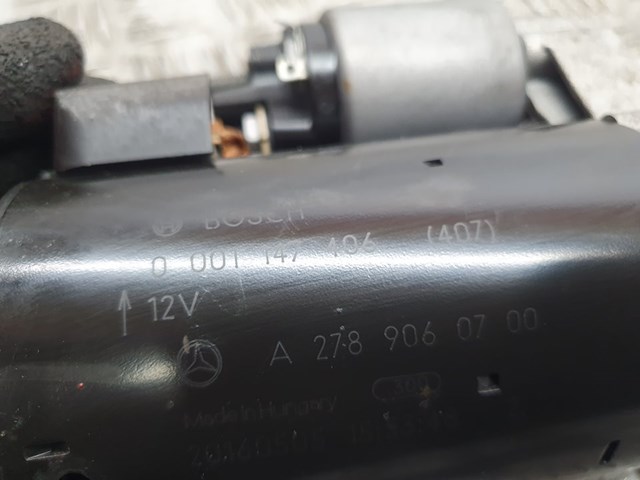 BOSCH
0 001 147 406 (407)
12V
A 278 906 07 00
Made in Hungary